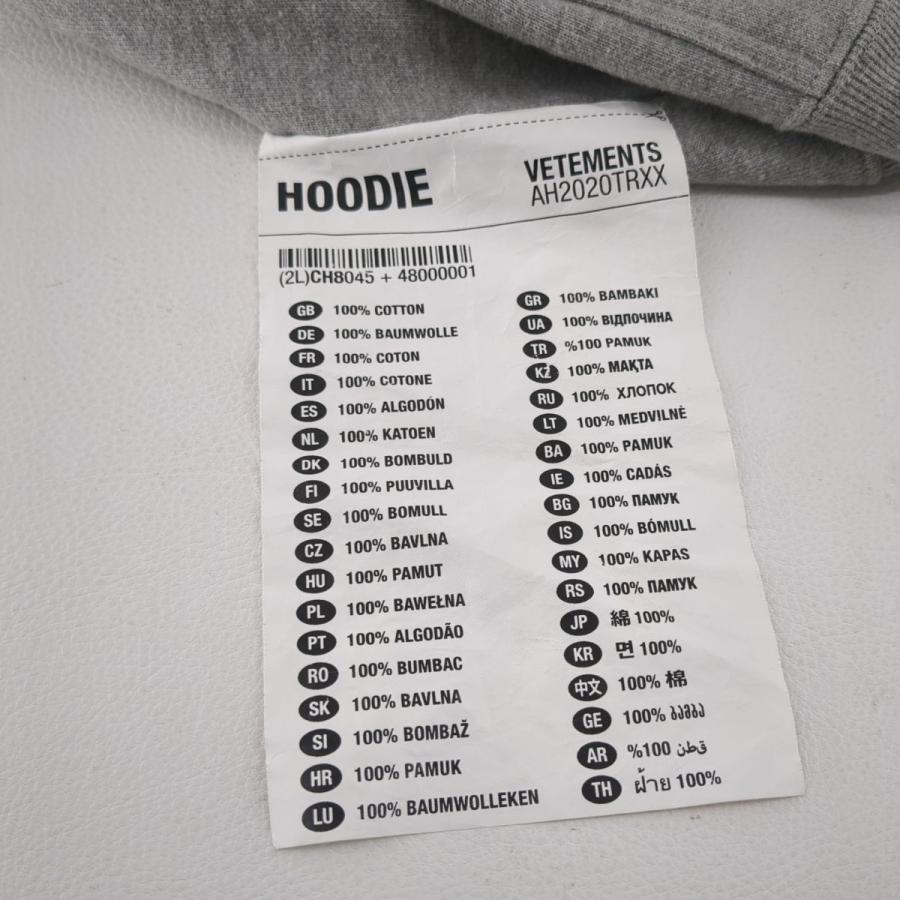 HOODIE
VETEMENTS
AH2020TRXX
(2L)CH8045 + 48000001
GB 100% COTTON
DE 100% BAUMWOLLE
FR 100% COTON
IT 100% COTONE
ES 100% ALGODÓN
NL 100% KATOEN
DK 100% BOMBULD
FI 100% PUUVILLA
SE 100% BOMULL
CZ 100% BAVLNA
HU 100% PAMUT
PL 100% BAWEŁNA
PT 100% ALGODÃO
RO 100% BUMBAC
SK 100% BAVLNA
SI 100% BOMBAŽ
HR 100% PAMUK
LU 100% BAUMWOLLEKEN
GR 100% BAMBAKI
UA 100% ВІДПОЧИНА
TR %100 PAMUK
KZ 100% МАҚТА
RU 100% ХЛОПОК
LT 100% MEDVILNĖ
BA 100% PAMUK
IE 100% CADÁS
BG 100% ПАМУК
IS 100% BÓMULL
MY 100% KAPAS
RS 100% ПАМУК
JP 綿 100%
KR 면 100%
中文 100% 棉
GE 100% ბამბა
AR %100 قطن
TH ฝ้าย 100%